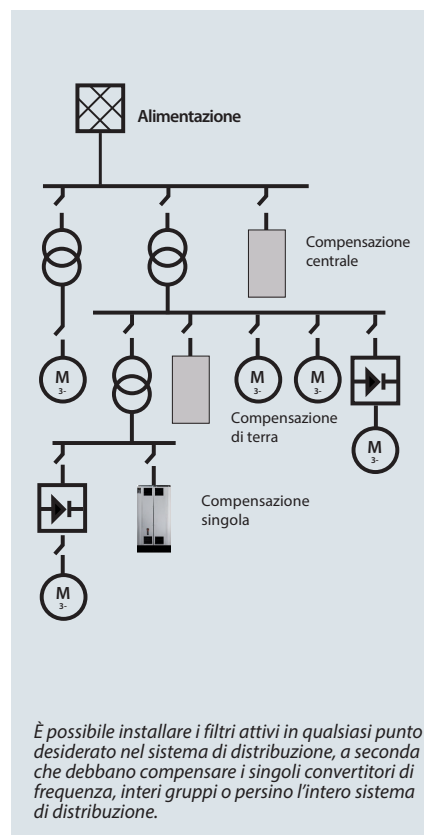 Alimentazione
Compensazione
centrale
M
3~
M
3~
M
3~
Compensazione
di terra
M
3~
Compensazione
singola
M
3~
È possibile installare i filtri attivi in qualsiasi punto
desiderato nel sistema di distribuzione, a seconda
che debbano compensare i singoli convertitori di
frequenza, interi gruppi o persino l’intero sistema
di distribuzione.